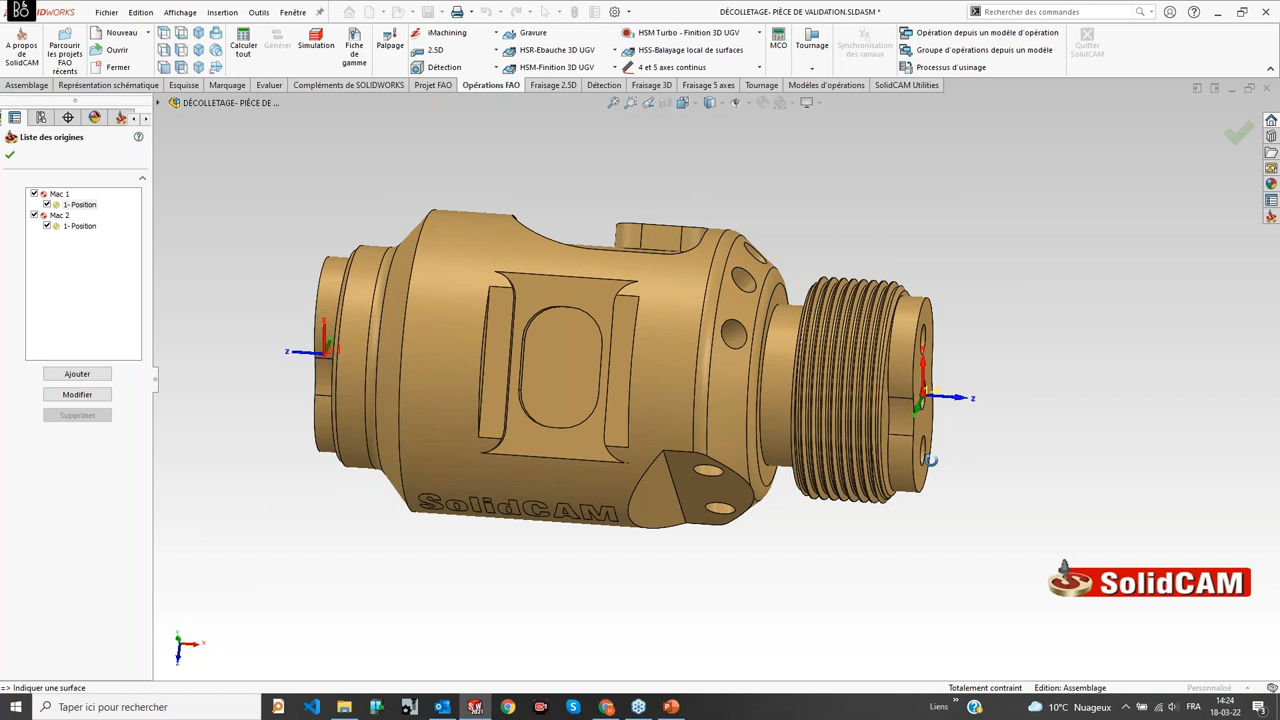 SOLIDWORKS
Fichier Edition Affichage Insertion Outils Fenêtre
DÉCOLLETAGE- PIÈCE DE VALIDATION.SLDASM *
Rechercher des commandes
A propos de SolidCAM
Parcourir les projets FAO récents
Nouveau
Ouvrir
Fermer
Calculer tout
Générer
Simulation
Fiche de gamme
Palpage
iMachining
2.5D
Détection
Gravure
HSR-Ebauche 3D UGV
HSM-Finition 3D UGV
HSM Turbo - Finition 3D UGV
HSS-Balayage local de surfaces
4 et 5 axes continus
MCO
Tournage
Synchronisation des canaux
Opération depuis un modèle d'opération
Groupe d'opérations depuis un modèle
Processus d'usinage
Quitter SolidCAM
Assemblage Représentation schématique Esquisse Marquage Evaluer Compléments de SOLIDWORKS Projet FAO Opérations FAO Fraisage 2.5D Détection Fraisage 3D Fraisage 5 axes Tournage Modèles d'opérations SolidCAM Utilities
DÉCOLLETAGE- PIÈCE DE ...
Liste des origines
Mac 1
1- Position
Mac 2
1- Position
Ajouter
Modifier
Supprimer
z
x
z
SolidCAM
SolidCAM
Y
X
Z
=> Indiquer une surface
Totalement contraint Edition: Assemblage Personnalisé
Taper ici pour rechercher
Liens
10°C Nuageux
FRA
14:24
18-03-22